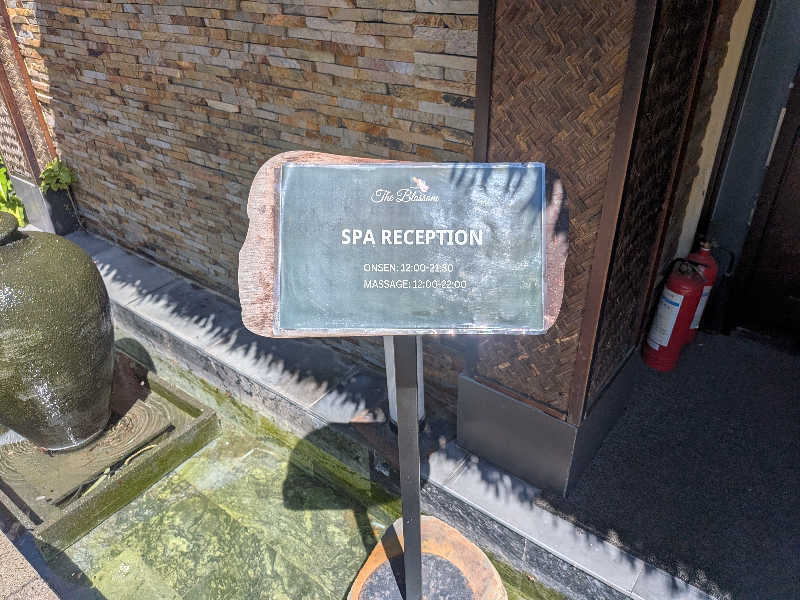 The Blossom
SPA RECEPTION
ONSEN: 12:00-21:30
MASSAGE: 12:00-22:00